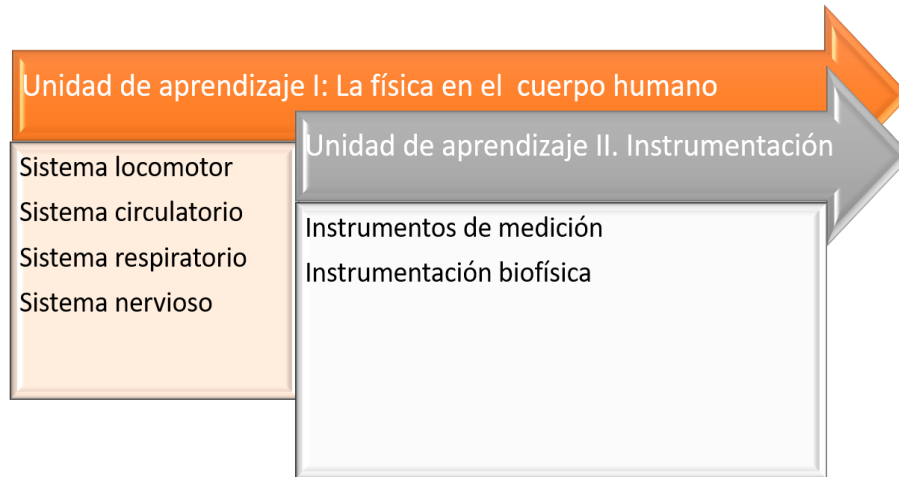 Unidad de aprendizaje I: La física en el cuerpo humano
Sistema locomotor
Sistema circulatorio
Sistema respiratorio
Sistema nervioso
Unidad de aprendizaje II. Instrumentación
Instrumentos de medición
Instrumentación biofísica